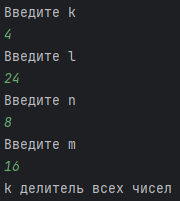 Введите k
4
Введите l
24
Введите n
8
Введите m
16
k делитель всех чисел